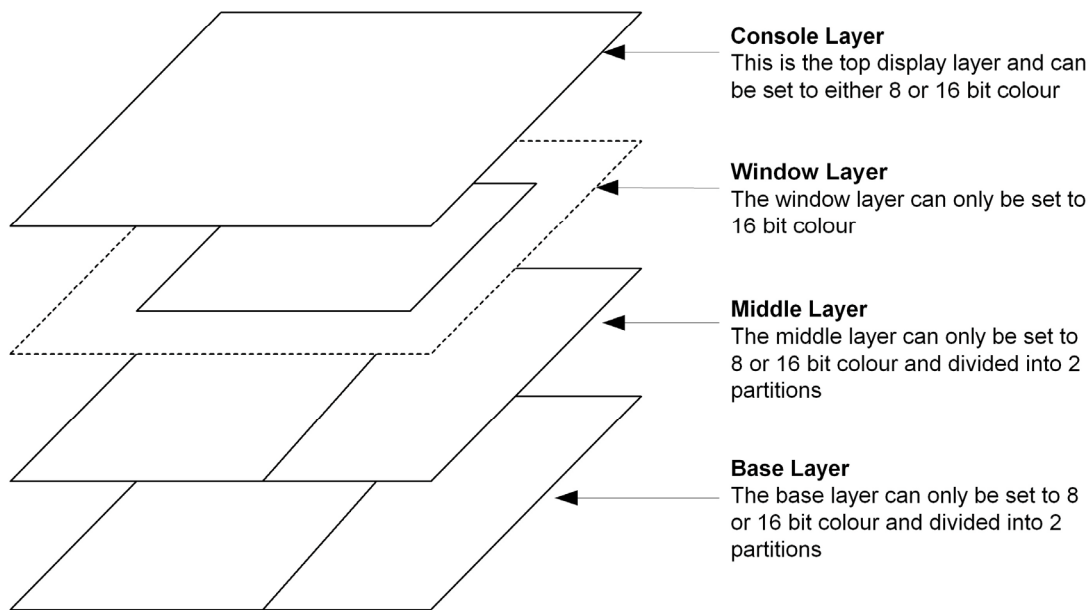 Console Layer
This is the top display layer and can
be set to either 8 or 16 bit colour
Window Layer
The window layer can only be set to
16 bit colour
Middle Layer
The middle layer can only be set to
8 or 16 bit colour and divided into 2
partitions
Base Layer
The base layer can only be set to 8
or 16 bit colour and divided into 2
partitions